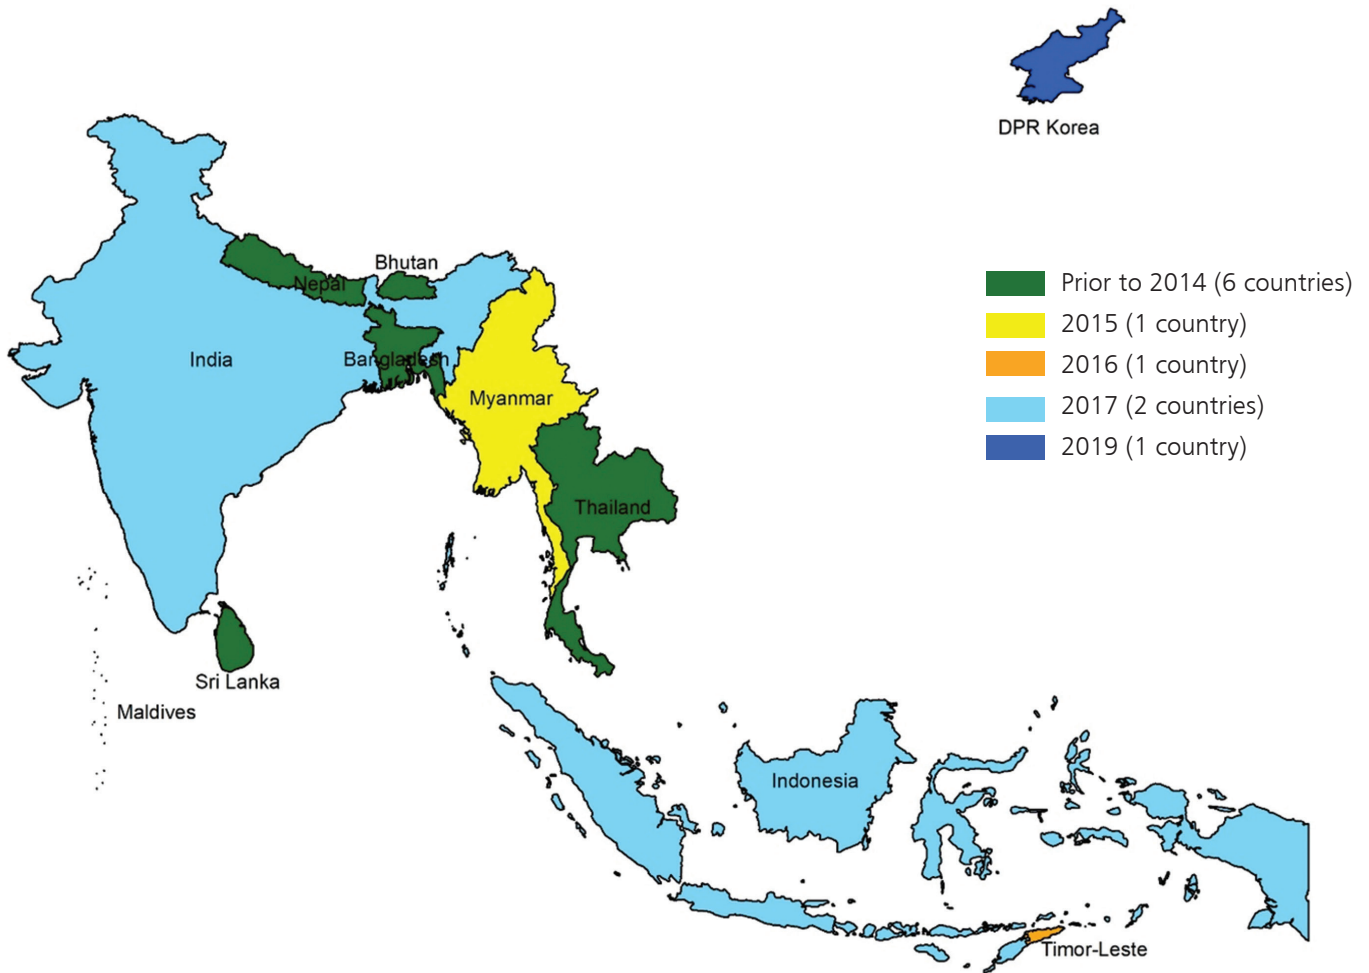 DPR Korea
Bhutan
Nepal
India
Bangladesh
Myanmar
Thailand
Sri Lanka
Maldives
Indonesia
Timor-Leste
Prior to 2014 (6 countries)
2015 (1 country)
2016 (1 country)
2017 (2 countries)
2019 (1 country)